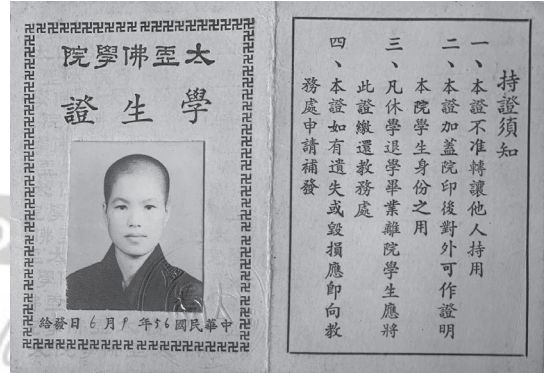 太佛學院
學生證
中華民國56年9月6日發給
持證須知
一、本證不准轉讓他人持用
二、本證加蓋院印後對外可作證明
本院學生身份之用
三、凡休學退學畢業離院學生應將
此證繳還教務處
四、本證如有遺失或毀損應即向教
務處申請補發